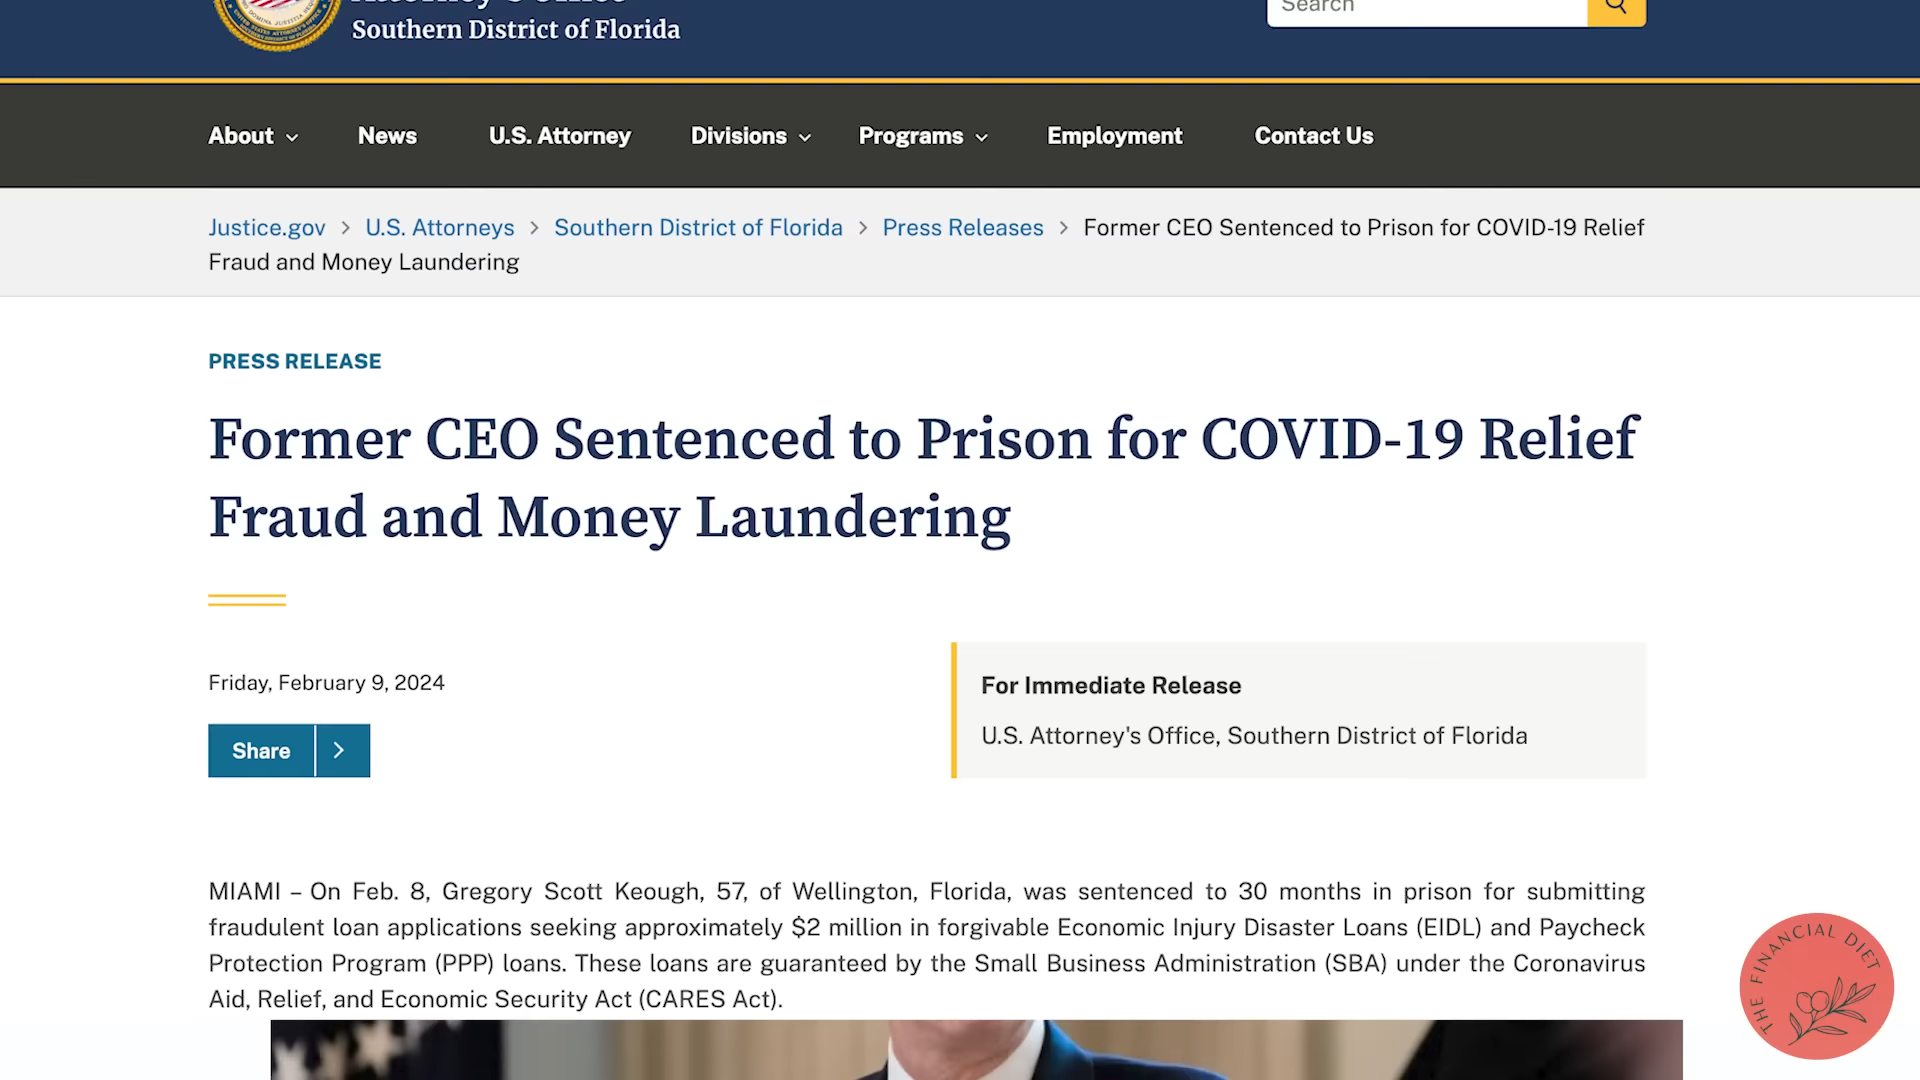 Southern District of Florida
Search
About
News
U.S. Attorney
Divisions
Programs
Employment
Contact Us
Justice.gov > U.S. Attorneys > Southern District of Florida > Press Releases > Former CEO Sentenced to Prison for COVID-19 Relief
Fraud and Money Laundering
PRESS RELEASE
Former CEO Sentenced to Prison for COVID-19 Relief
Fraud and Money Laundering
Friday, February 9, 2024
Share
For Immediate Release
U.S. Attorney's Office, Southern District of Florida
MIAMI – On Feb. 8, Gregory Scott Keough, 57, of Wellington, Florida, was sentenced to 30 months in prison for submitting
fraudulent loan applications seeking approximately $2 million in forgivable Economic Injury Disaster Loans (EIDL) and Paycheck
Protection Program (PPP) loans. These loans are guaranteed by the Small Business Administration (SBA) under the Coronavirus
Aid, Relief, and Economic Security Act (CARES Act).
THE FINANCIAL DIET